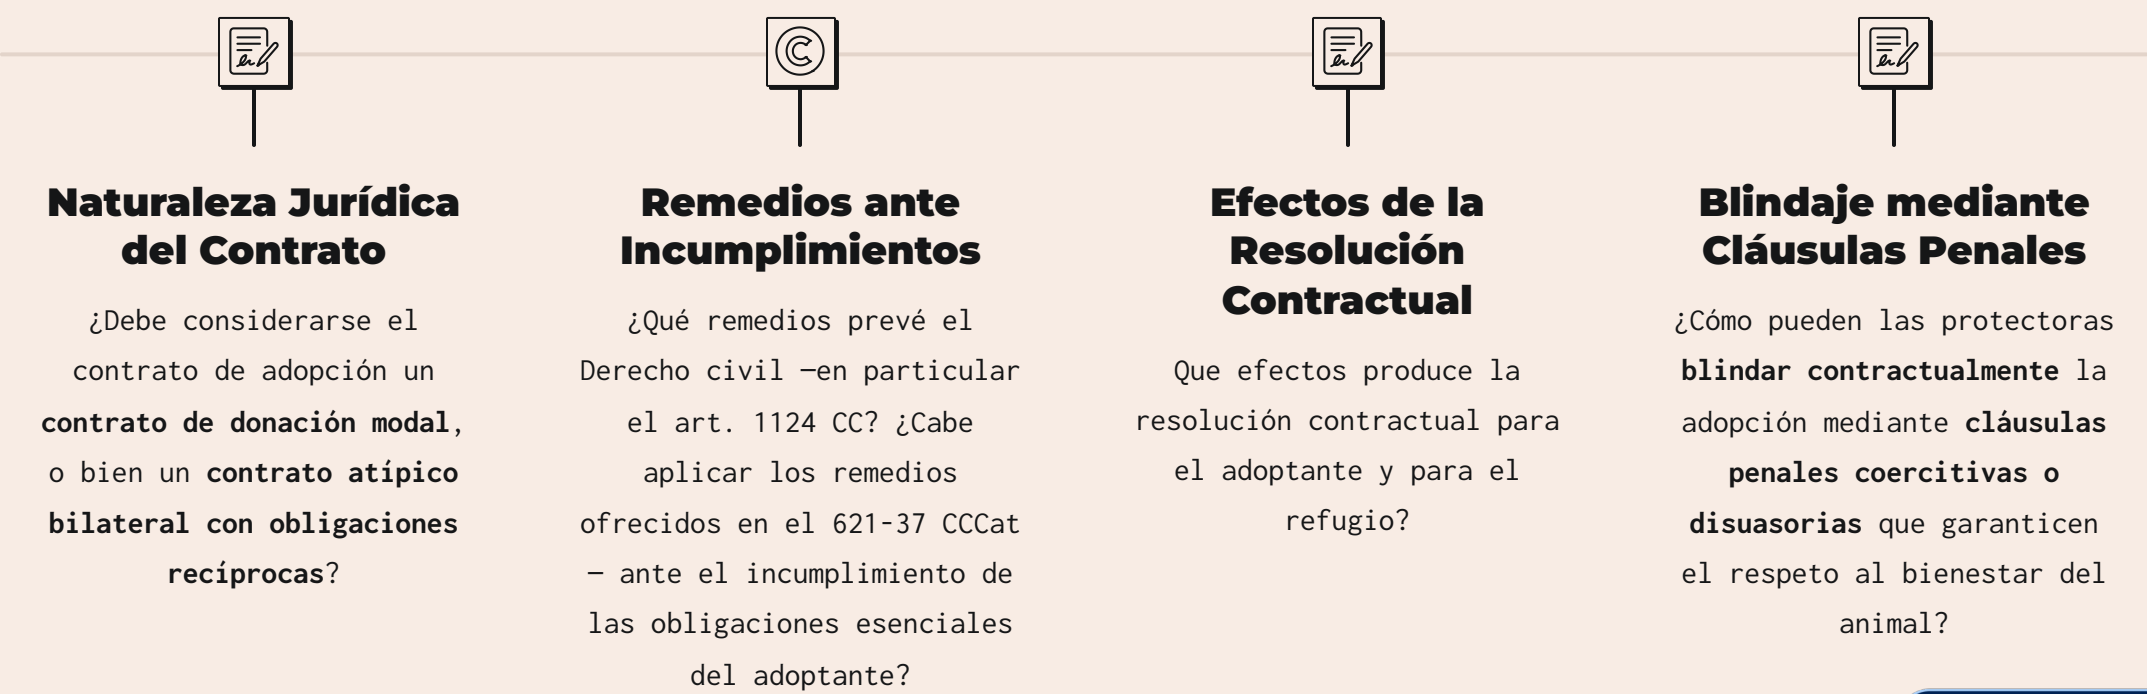 Naturaleza Jurídica
del Contrato
¿Debe considerarse el
contrato de adopción un
contrato de donación modal,
o bien un contrato atípico
bilateral con obligaciones
recíprocas?
Remedios ante
Incumplimientos
¿Qué remedios prevé el
Derecho civil —en particular
el art. 1124 CC? ¿Cabe
aplicar los remedios
ofrecidos en el 621-37 CCCat
— ante el incumplimiento de
las obligaciones esenciales
del adoptante?
Efectos de la
Resolución
Contractual
Que efectos produce la
resolución contractual para
el adoptante y para el
refugio?
Blindaje mediante
Cláusulas Penales
¿Cómo pueden las protectoras
blindar contractualmente la
adopción mediante cláusulas
penales coercitivas o
disuasorias que garanticen
el respeto al bienestar del
animal?